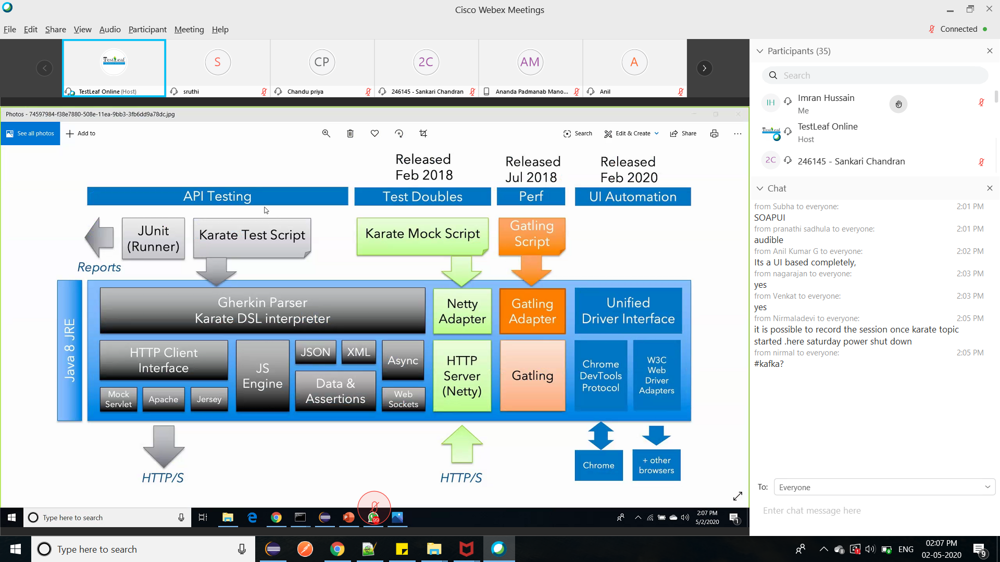 Cisco Webex Meetings
File Edit Share View Audio Participant Meeting Help
Connected
TestLeaf
S
CP
2C
AM
A
TestLeaf Online (Host)
sruthi
Chandu priya
246145 - Sankari Chandran
Ananda Padmanab Mano...
Anil
Photos - 74597984-f38e7880-508e-11ea-9bb3-3fb6dd9a78dc.jpg
See all photos
Add to
Search
Edit & Create
Share
Released
Feb 2018
Released
Jul 2018
Released
Feb 2020
API Testing
Test Doubles
Perf
UI Automation
JUnit
(Runner)
Karate Test Script
Karate Mock Script
Gatling
Script
Reports
Java 8 JRE
Gherkin Parser
Karate DSL interpreter
Netty
Adapter
Gatling
Adapter
Unified
Driver Interface
HTTP Client
Interface
JS
Engine
JSON
XML
Async
Data &
Assertions
Mock
Servlet
Apache
Jersey
Web
Sockets
HTTP
Server
(Netty)
Gatling
Chrome
DevTools
Protocol
W3C
Web
Driver
Adapters
HTTP/S
HTTP/S
Chrome
+ other
browsers
Type here to search
99
2:07 PM
5/2/2020
1
Participants (35)
Search
IH
Imran Hussain
Me
TestLeaf
TestLeaf Online
Host
2C
246145 - Sankari Chandran
Chat
from Subha to everyone: 2:01 PM
SOAPUI
from pranathi sadhula to everyone: 2:01 PM
audible
from Anil Kumar G to everyone: 2:02 PM
Its a UI based completely,
from nagarajan to everyone: 2:03 PM
yes
from Venkat to everyone: 2:03 PM
yes
from Nirmaladevi to everyone: 2:05 PM
it is possible to record the session once karate topic
started .here saturday power shut down
from nirmal to everyone: 2:05 PM
#kafka?
To: Everyone
Enter chat message here
Type here to search
ENG
02:07 PM
02-05-2020
9